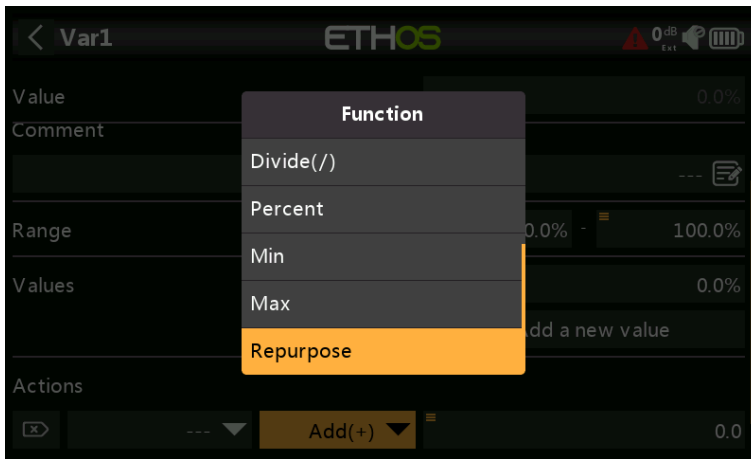 Var1
ETHOS
0dB
Ext
Value
0.0%
Comment
---
Range
0.0% - 100.0%
Values
0.0%
dd a new value
Actions
--- Add(+) 0.0
Function
Divide(/)
Percent
Min
Max
Repurpose